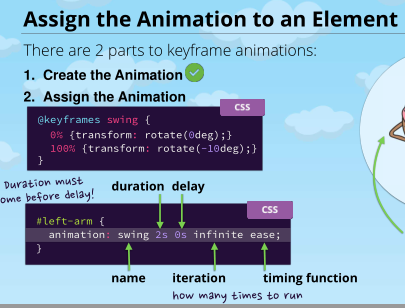 Assign the Animation to an Element
There are 2 parts to keyframe animations:
1. Create the Animation
2. Assign the Animation
CSS
@keyframes swing {
0% {transform: rotate(0deg);}
100% {transform: rotate(-10deg);}
}
Duration must
ome before delay!
duration delay
CSS
#left-arm {
animation: swing 2s 0s infinite ease;
}
name iteration timing function
how many times to run